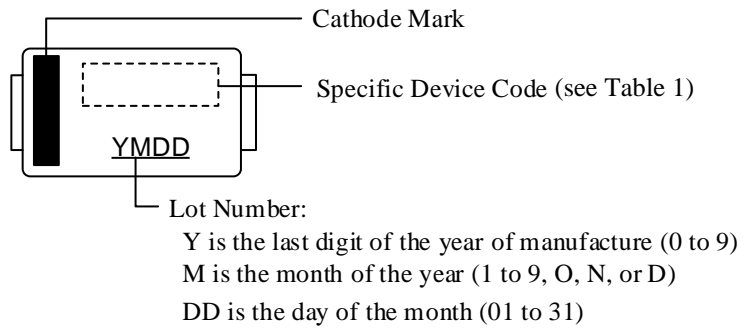 Cathode Mark
Specific Device Code (see Table 1)
YMDD
Lot Number:
Y is the last digit of the year of manufacture (0 to 9)
M is the month of the year (1 to 9, O, N, or D)
DD is the day of the month (01 to 31)